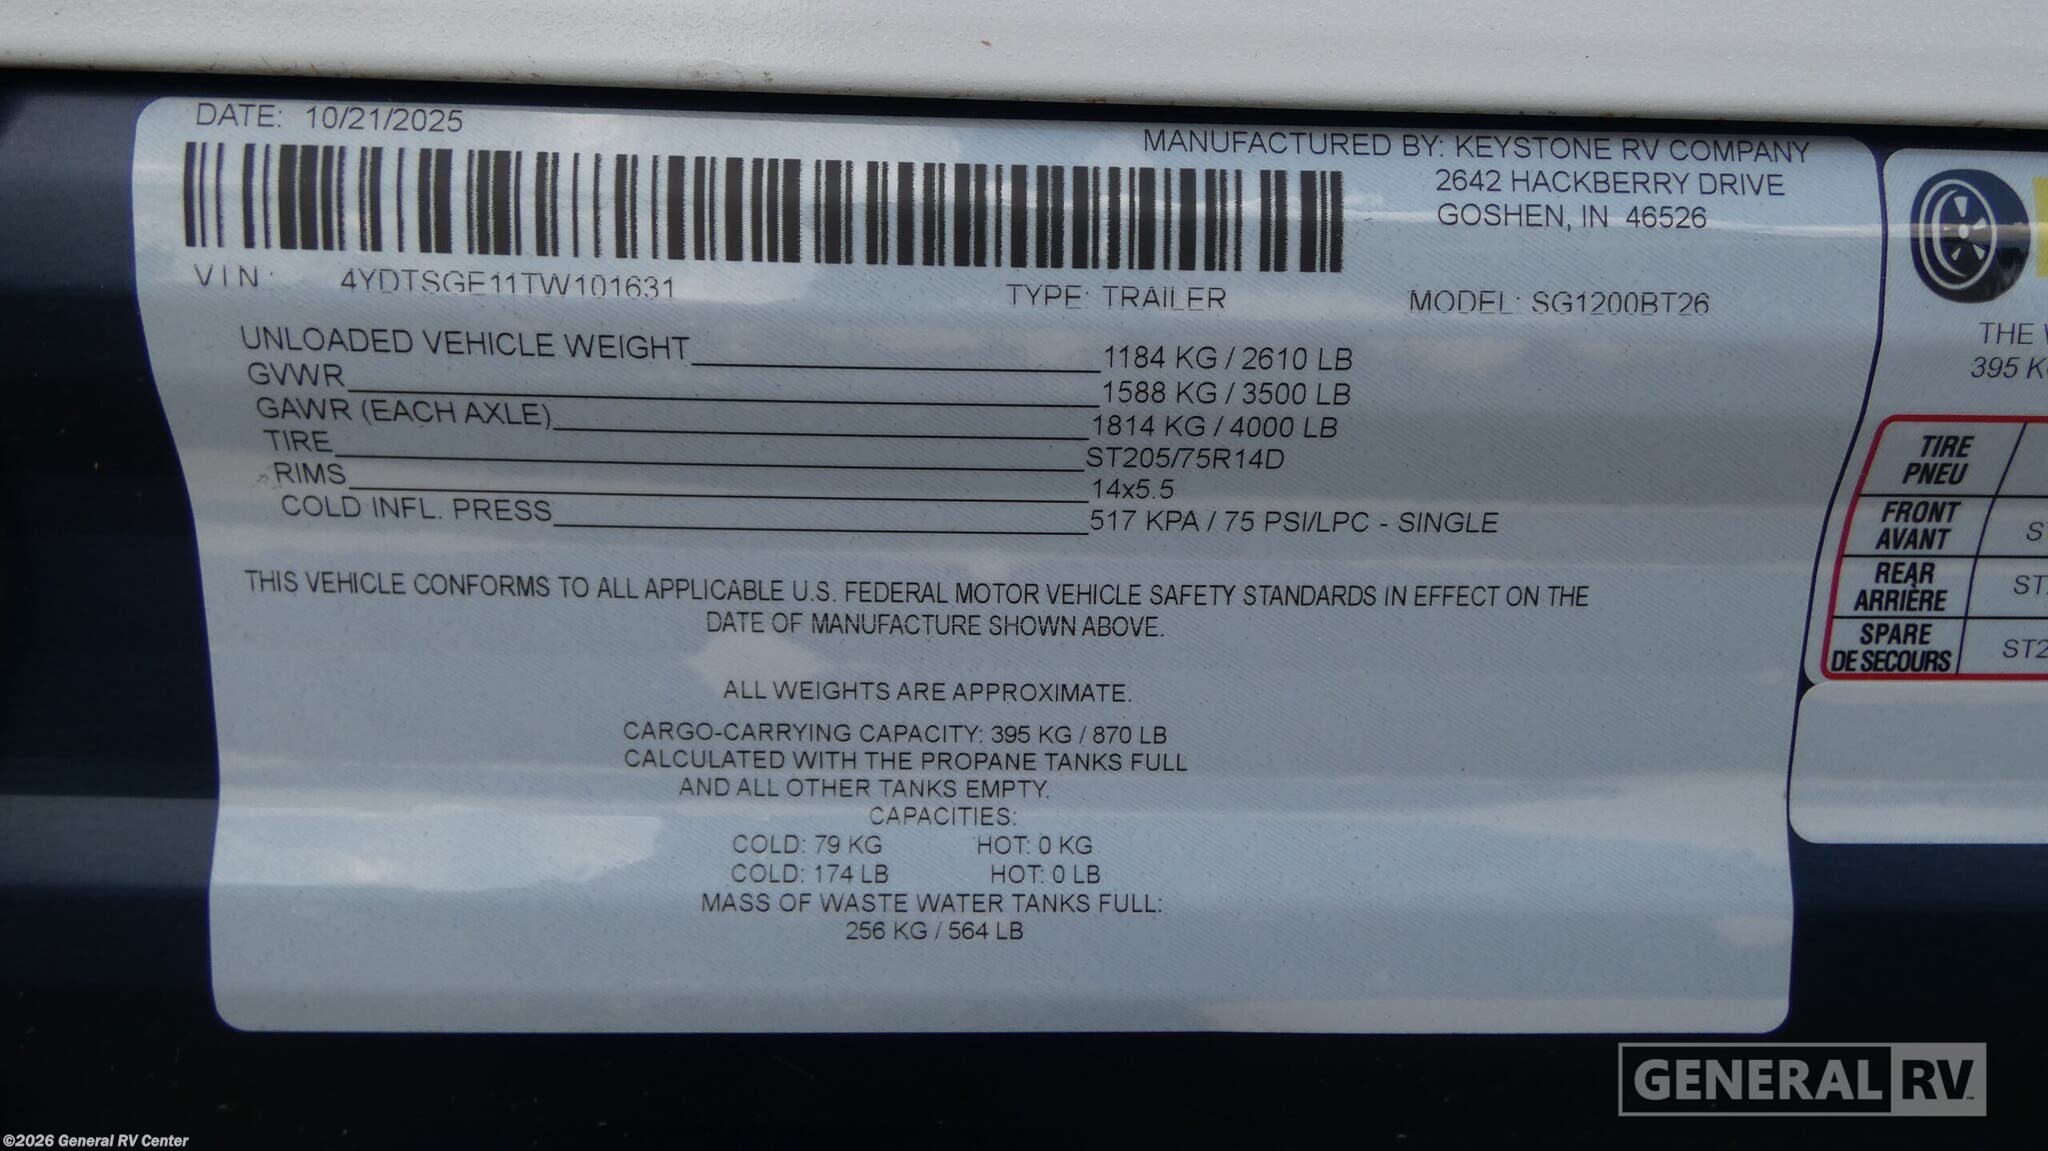 DATE: 10/21/2025
MANUFACTURED BY: KEYSTONE RV COMPANY
2642 HACKBERRY DRIVE
GOSHEN, IN 46526
VIN: 4YDTSGE11TW101631
TYPE: TRAILER
MODEL: SG1200BT26
UNLOADED VEHICLE WEIGHT 1184 KG / 2610 LB
GVWR 1588 KG / 3500 LB
GAWR (EACH AXLE) 1814 KG / 4000 LB
TIRE ST205/75R14D
RIMS 14x5.5
COLD INFL. PRESS 517 KPA / 75 PSI/LPC - SINGLE
THIS VEHICLE CONFORMS TO ALL APPLICABLE U.S. FEDERAL MOTOR VEHICLE SAFETY STANDARDS IN EFFECT ON THE
DATE OF MANUFACTURE SHOWN ABOVE.
ALL WEIGHTS ARE APPROXIMATE.
CARGO-CARRYING CAPACITY: 395 KG / 870 LB
CALCULATED WITH THE PROPANE TANKS FULL
AND ALL OTHER TANKS EMPTY.
CAPACITIES:
COLD: 79 KG HOT: 0 KG
COLD: 174 LB HOT: 0 LB
MASS OF WASTE WATER TANKS FULL:
256 KG / 564 LB
THE
395
TIRE
PNEU
FRONT
AVANT
REAR
ARRIÈRE
SPARE
DE SECOURS
GENERAL RV
©2026 General RV Center